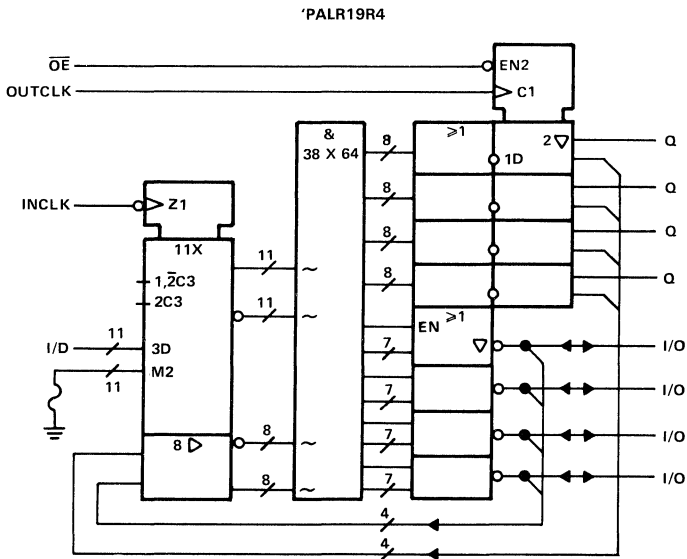 'PALR19R4
OE
EN2
OUTCLK
C1
&
38 X 64
8
≥1
2 ▽
Q
1D
8
Q
INCLK
Z1
8
Q
11X
11
~
8
Q
1,2̅C3
11
~
EN ≥1
2C3
7
▽
I/O
I/D
11
3D
11
M2
7
I/O
8 ▷
8
~
7
I/O
8
~
7
I/O
4
4